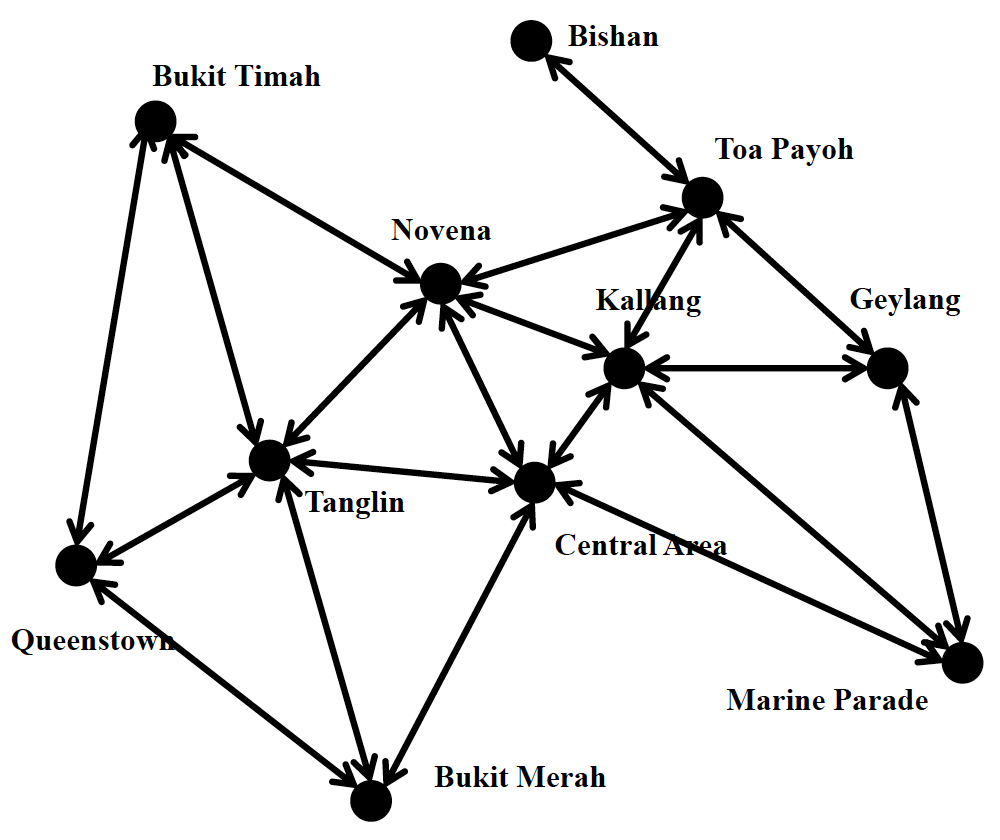 Bishan
Bukit Timah
Toa Payoh
Novena
Kallang
Geylang
Tanglin
Central Area
Queenstown
Marine Parade
Bukit Merah